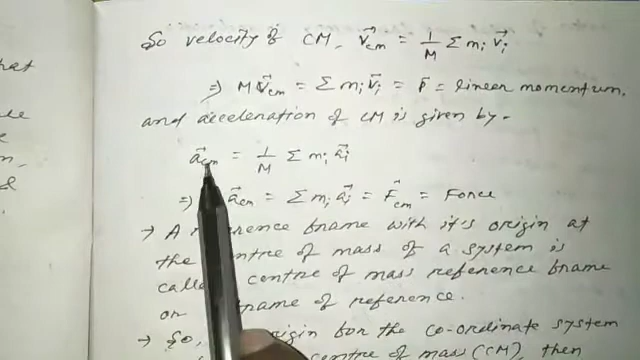 hat
So velocity of CM, v⃗cm = 1/M Σ mi v⃗i
⇒ M v⃗cm = Σ mi v⃗i = P⃗ = linear momentum.
and acceleration of CM is given by-
a⃗cm = 1/M Σ mi a⃗i
⇒ a⃗cm = Σ mi a⃗i = F⃗cm = Force
→ A frame with it's origin at
the centre of mass of a system is
centre of mass reference frame
or frame of reference.
→ So, origin for the co-ordinate system
centre of mass (CM), then